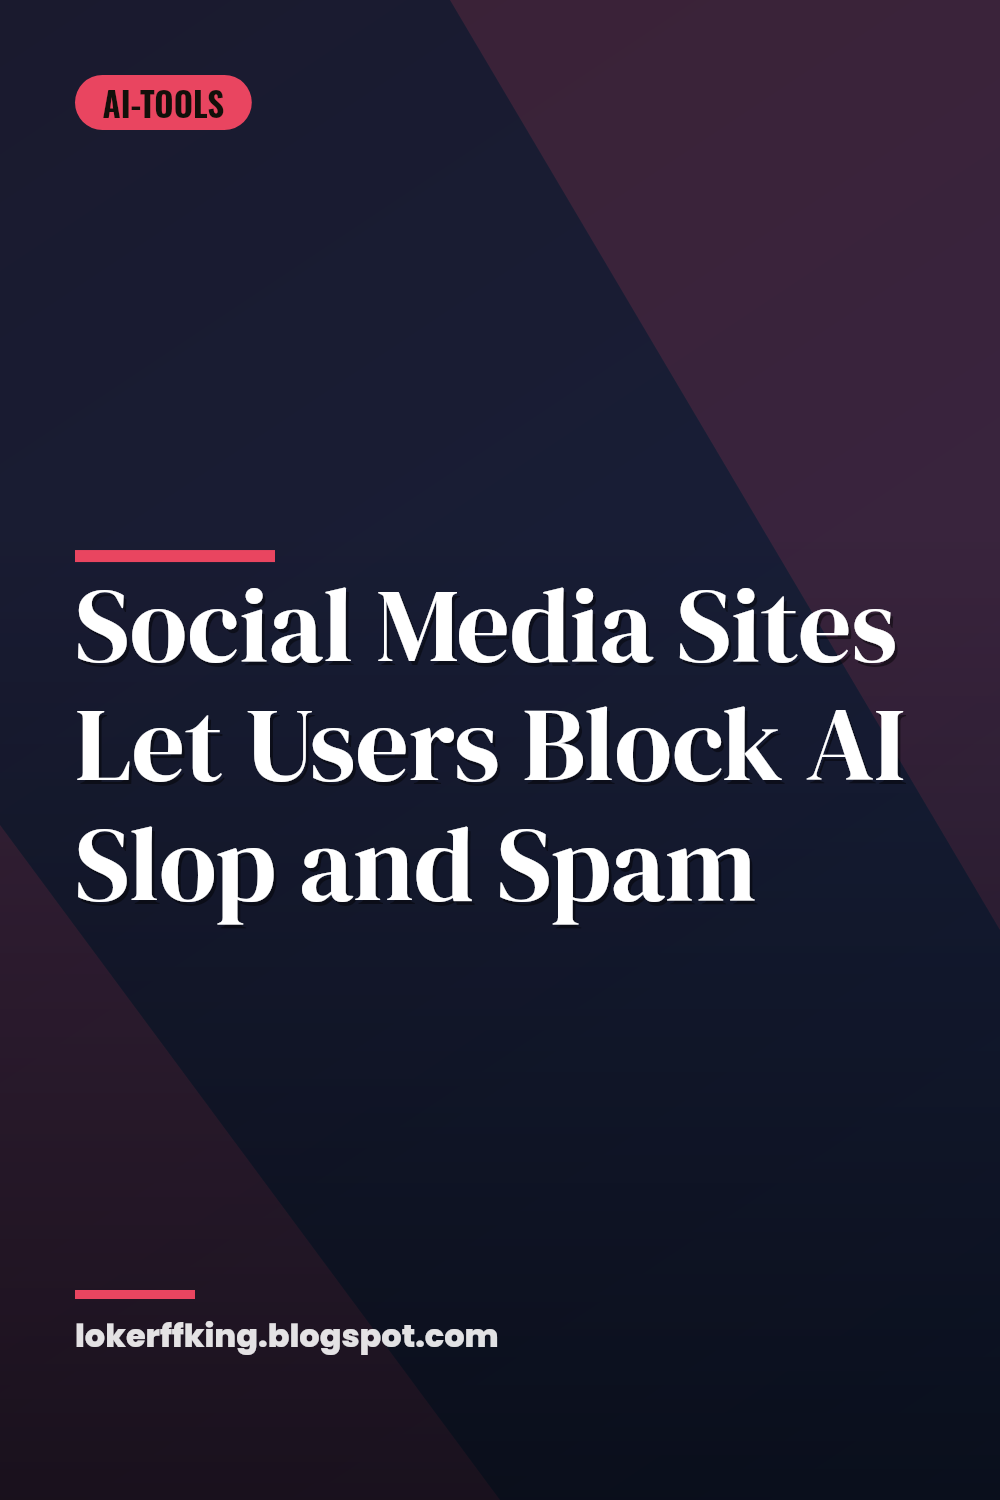 AI-TOOLS
Social Media Sites
Let Users Block AI
Slop and Spam
lokerffking.blogspot.com